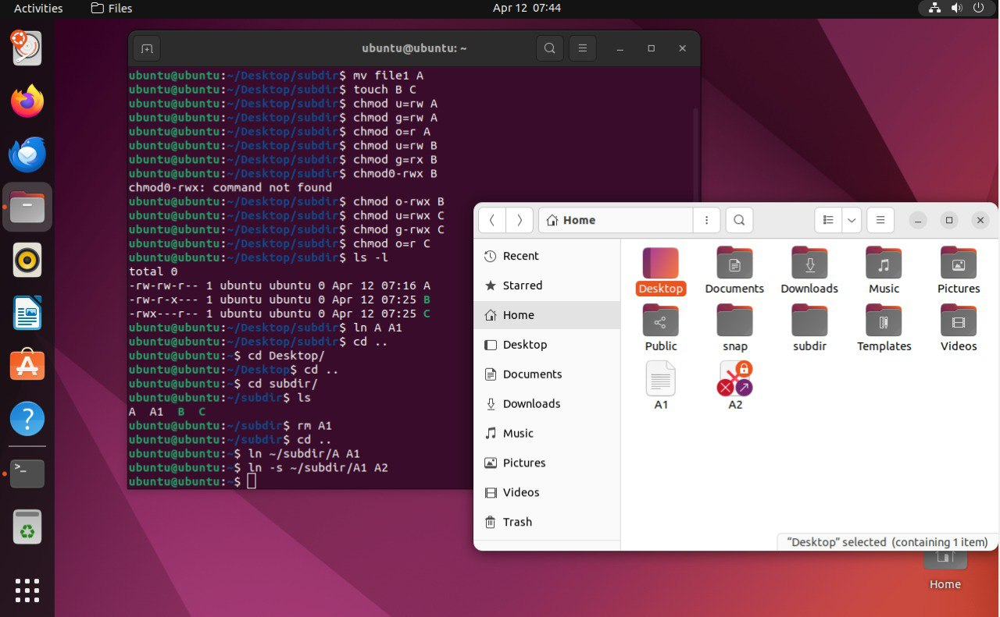 Activities
Files
Apr 12 07:44
ubuntu@ubuntu: ~
ubuntu@ubuntu:~/Desktop/subdir$ mv file1 A
ubuntu@ubuntu:~/Desktop/subdir$ touch B C
ubuntu@ubuntu:~/Desktop/subdir$ chmod u=rw A
ubuntu@ubuntu:~/Desktop/subdir$ chmod g=rw A
ubuntu@ubuntu:~/Desktop/subdir$ chmod o=r A
ubuntu@ubuntu:~/Desktop/subdir$ chmod u=rw B
ubuntu@ubuntu:~/Desktop/subdir$ chmod g=rx B
ubuntu@ubuntu:~/Desktop/subdir$ chmod0-rwx B
chmod0-rwx: command not found
ubuntu@ubuntu:~/Desktop/subdir$ chmod o-rwx B
ubuntu@ubuntu:~/Desktop/subdir$ chmod u=rwx C
ubuntu@ubuntu:~/Desktop/subdir$ chmod g-rwx C
ubuntu@ubuntu:~/Desktop/subdir$ chmod o=r C
ubuntu@ubuntu:~/Desktop/subdir$ ls -l
total 0
-rw-rw-r-- 1 ubuntu ubuntu 0 Apr 12 07:16 A
-rw-r-x--- 1 ubuntu ubuntu 0 Apr 12 07:25 B
-rwx---r-- 1 ubuntu ubuntu 0 Apr 12 07:25 C
ubuntu@ubuntu:~/Desktop/subdir$ ln A A1
ubuntu@ubuntu:~/Desktop/subdir$ cd ..
ubuntu@ubuntu:~$ cd Desktop/
ubuntu@ubuntu:~/Desktop$ cd ..
ubuntu@ubuntu:~$ cd subdir/
ubuntu@ubuntu:~/subdir$ ls
A A1 B C
ubuntu@ubuntu:~/subdir$ rm A1
ubuntu@ubuntu:~/subdir$ cd ..
ubuntu@ubuntu:~$ ln ~/subdir/A A1
ubuntu@ubuntu:~$ ln -s ~/subdir/A1 A2
ubuntu@ubuntu:~$
Home
Recent
Starred
Home
Desktop
Documents
Downloads
Music
Pictures
Videos
Trash
Desktop Documents Downloads Music Pictures
Public snap subdir Templates Videos
A1 A2
“Desktop” selected (containing 1 item)
Home